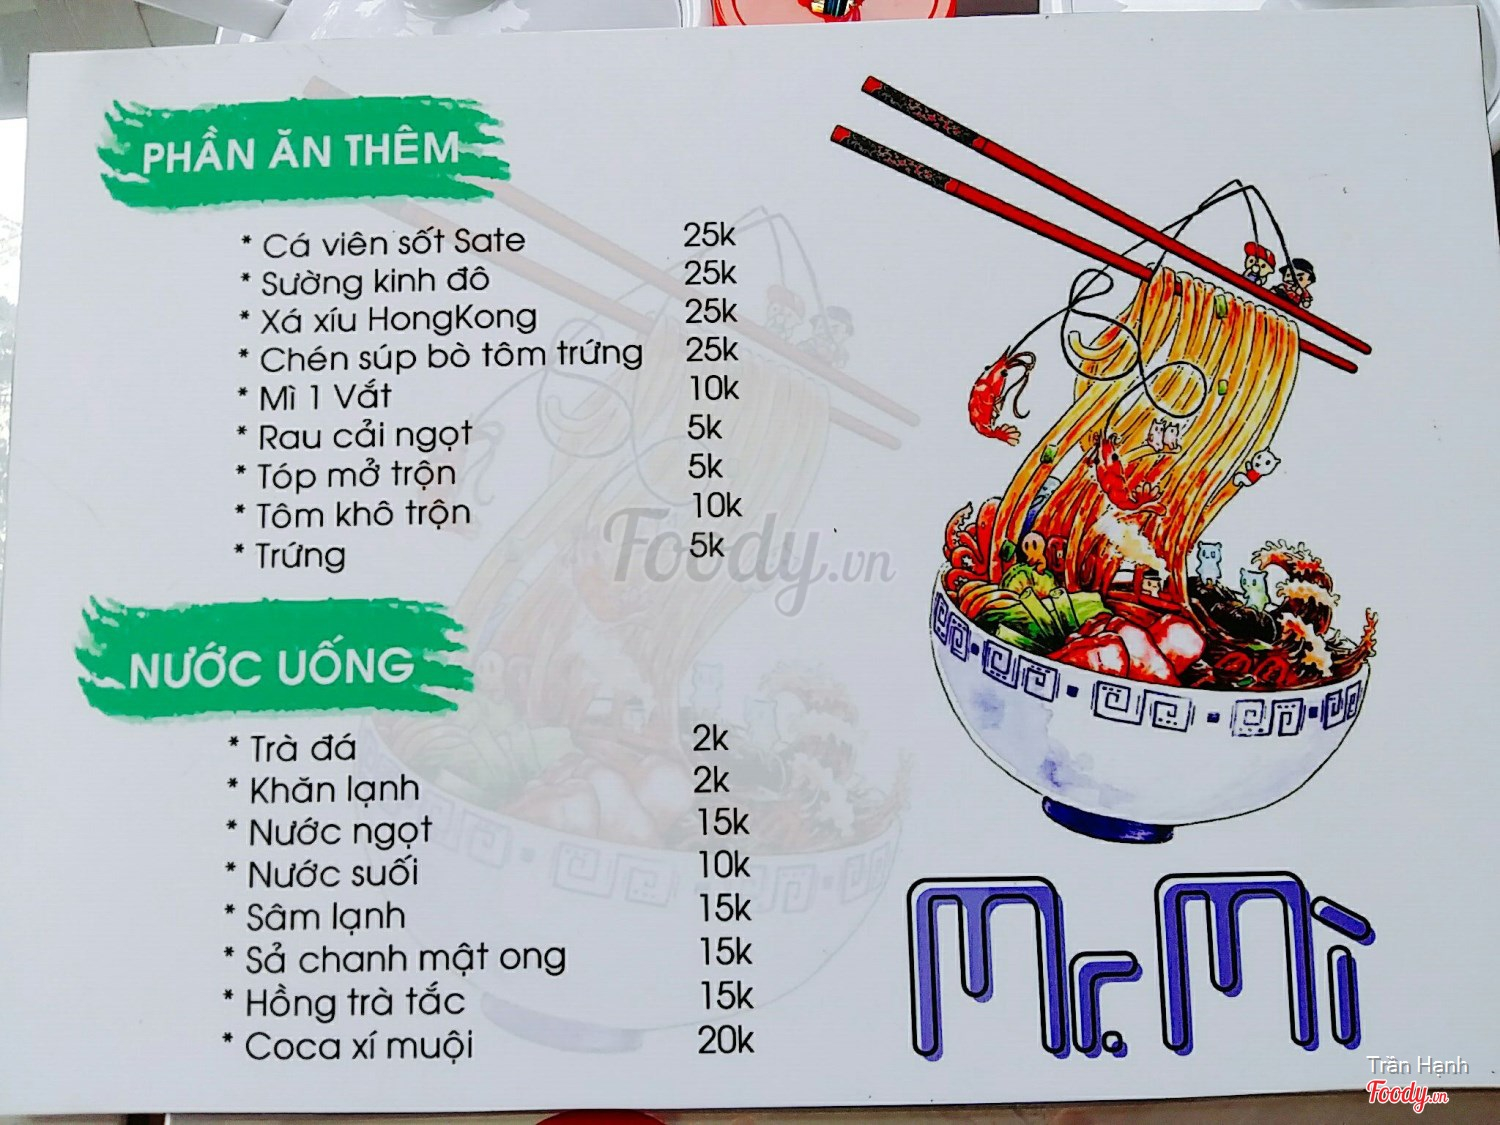 PHẦN ĂN THÊM
* Cá viên sốt Sate 25k
* Sường kinh đô 25k
* Xá xíu HongKong 25k
* Chén súp bò tôm trứng 25k
* Mì 1 Vắt 10k
* Rau cải ngọt 5k
* Tóp mở trộn 5k
* Tôm khô trộn 10k
* Trứng 5k
Foody.vn
NƯỚC UỐNG
* Trà đá 2k
* Khăn lạnh 2k
* Nước ngọt 15k
* Nước suối 10k
* Sâm lạnh 15k
* Sả chanh mật ong 15k
* Hồng trà tắc 15k
* Coca xí muội 20k
Mr. Mì
Trần Hạnh
Foody.vn